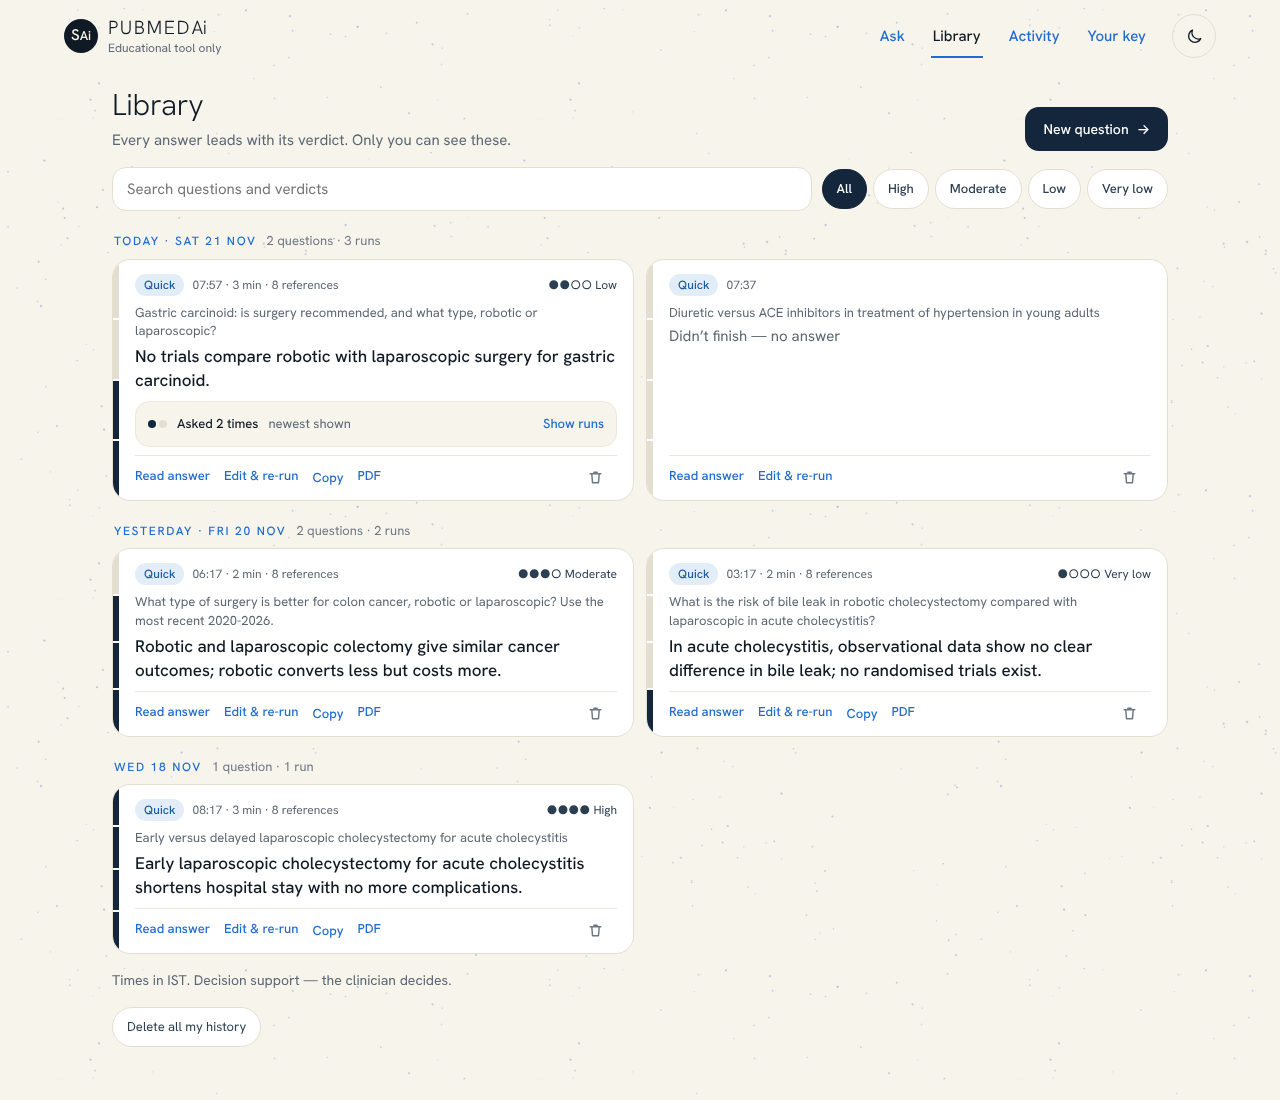 SAi
PUBMEDAi
Educational tool only
Ask
Library
Activity
Your key
Library
Every answer leads with its verdict. Only you can see these.
New question →
Search questions and verdicts
All
High
Moderate
Low
Very low
TODAY · SAT 21 NOV 2 questions · 3 runs
Quick 07:57 · 3 min · 8 references ●●○○ Low
Gastric carcinoid: is surgery recommended, and what type, robotic or
laparoscopic?
No trials compare robotic with laparoscopic surgery for gastric
carcinoid.
Asked 2 times newest shown Show runs
Read answer Edit & re-run Copy PDF
Quick 07:37
Diuretic versus ACE inhibitors in treatment of hypertension in young adults
Didn’t finish — no answer
Read answer Edit & re-run
YESTERDAY · FRI 20 NOV 2 questions · 2 runs
Quick 06:17 · 2 min · 8 references ●●●○ Moderate
What type of surgery is better for colon cancer, robotic or laparoscopic? Use the
most recent 2020-2026.
Robotic and laparoscopic colectomy give similar cancer
outcomes; robotic converts less but costs more.
Read answer Edit & re-run Copy PDF
Quick 03:17 · 2 min · 8 references ●○○○ Very low
What is the risk of bile leak in robotic cholecystectomy compared with
laparoscopic in acute cholecystitis?
In acute cholecystitis, observational data show no clear
difference in bile leak; no randomised trials exist.
Read answer Edit & re-run Copy PDF
WED 18 NOV 1 question · 1 run
Quick 08:17 · 3 min · 8 references ●●●● High
Early versus delayed laparoscopic cholecystectomy for acute cholecystitis
Early laparoscopic cholecystectomy for acute cholecystitis
shortens hospital stay with no more complications.
Read answer Edit & re-run Copy PDF
Times in IST. Decision support — the clinician decides.
Delete all my history